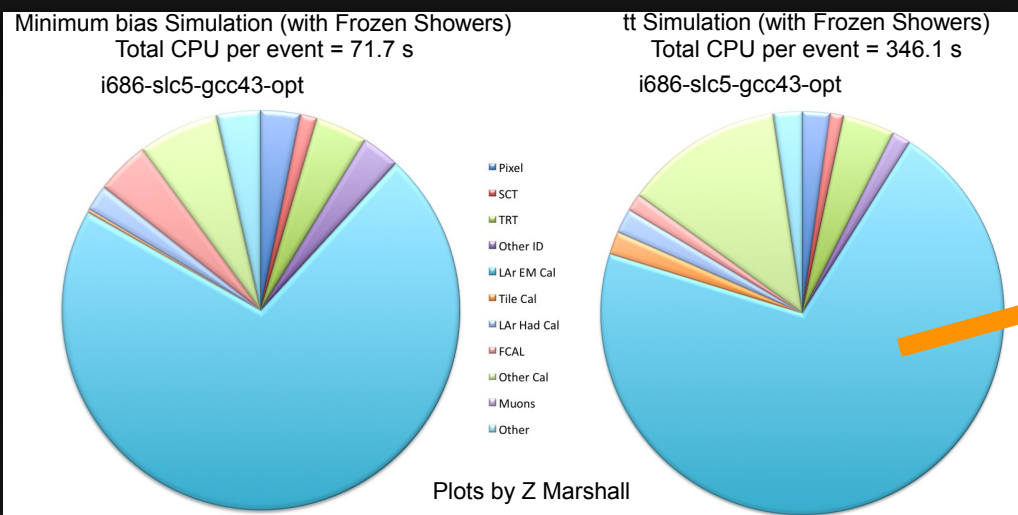 Minimum bias Simulation (with Frozen Showers)
Total CPU per event = 71.7 s
i686-slc5-gcc43-opt
tt Simulation (with Frozen Showers)
Total CPU per event = 346.1 s
i686-slc5-gcc43-opt
Pixel
SCT
TRT
Other ID
LAr EM Cal
Tile Cal
LAr Had Cal
FCAL
Other Cal
Muons
Other
Plots by Z Marshall